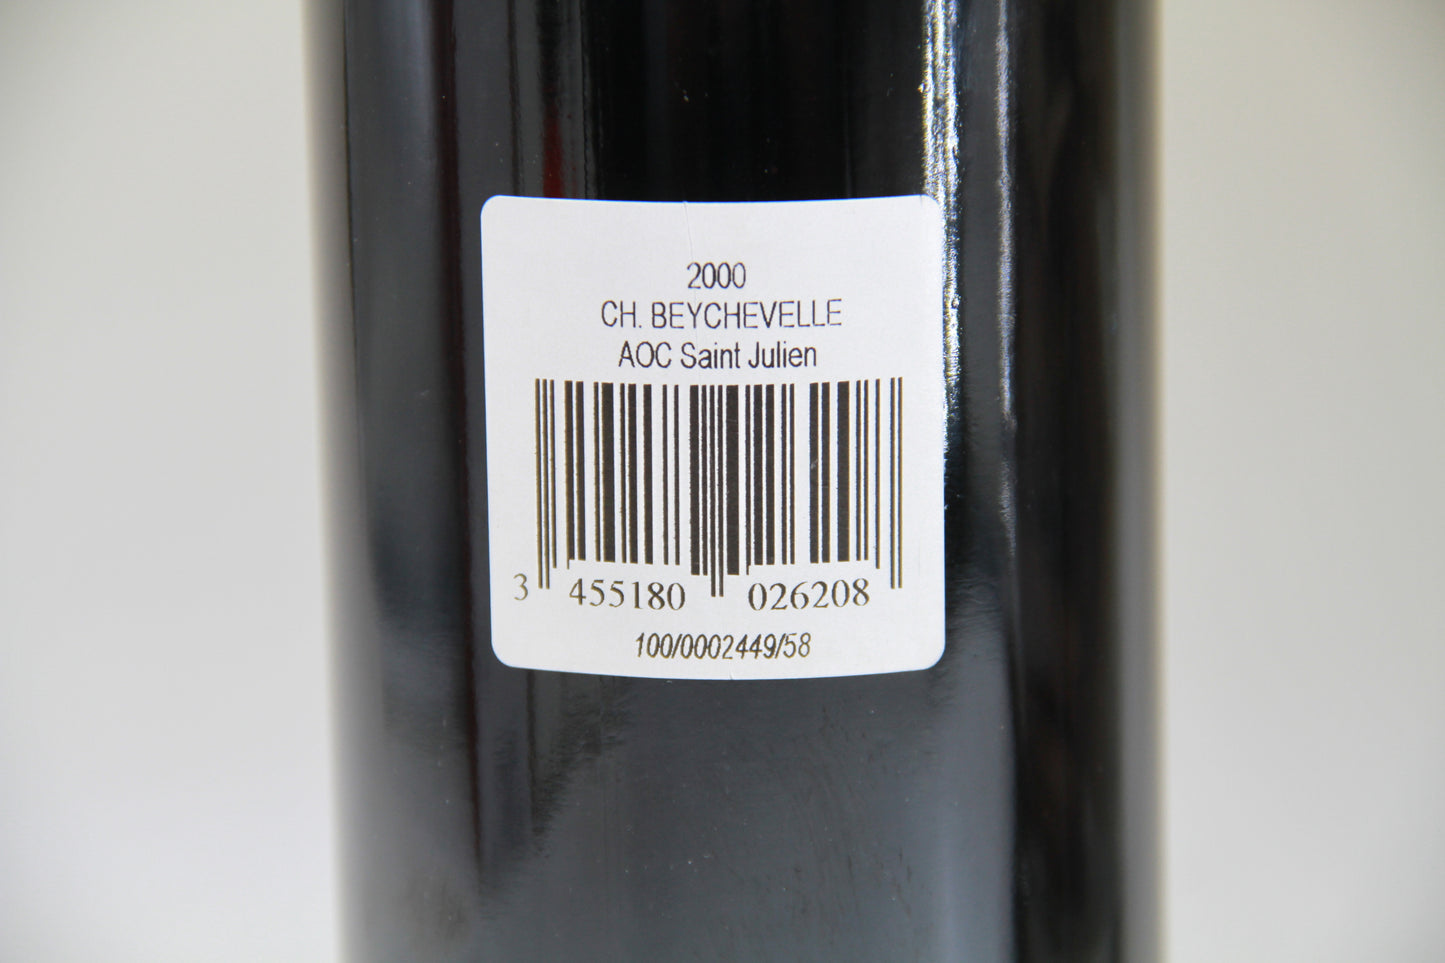 2000
CH. BEYCHEVELLE
AOC Saint Julien
3 455180 026208
100/0002449/58